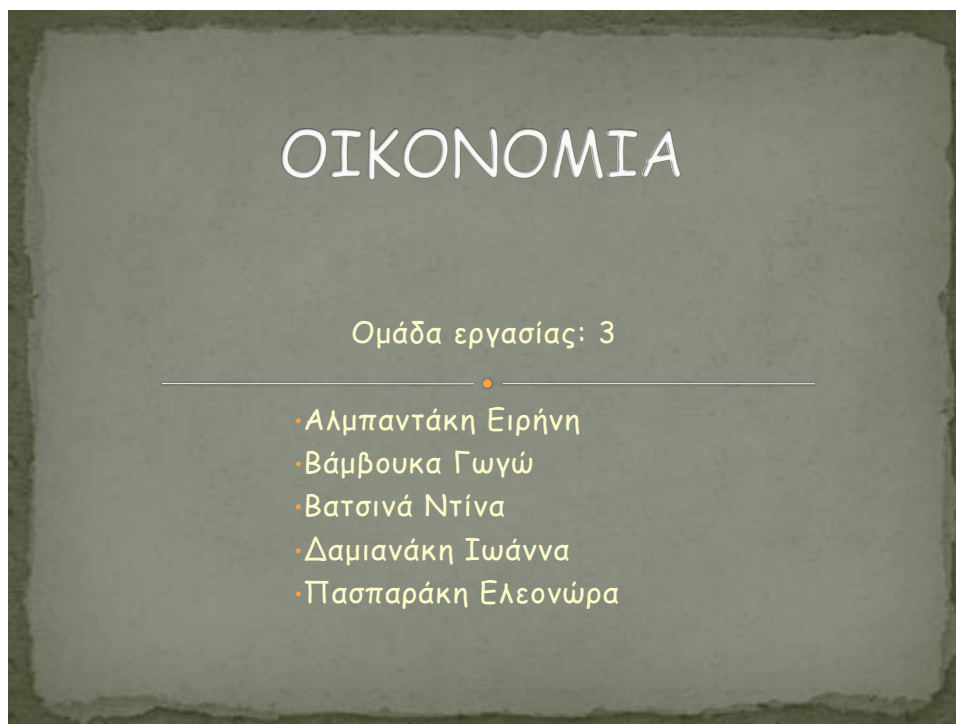 ΟΙΚΟΝΟΜΙΑ
Ομάδα εργασίας: 3
•Αλμπαντάκη Ειρήνη
•Βάμβουκα Γωγώ
•Βατσινά Ντίνα
•Δαμιανάκη Ιωάννα
•Πασπαράκη Ελεονώρα